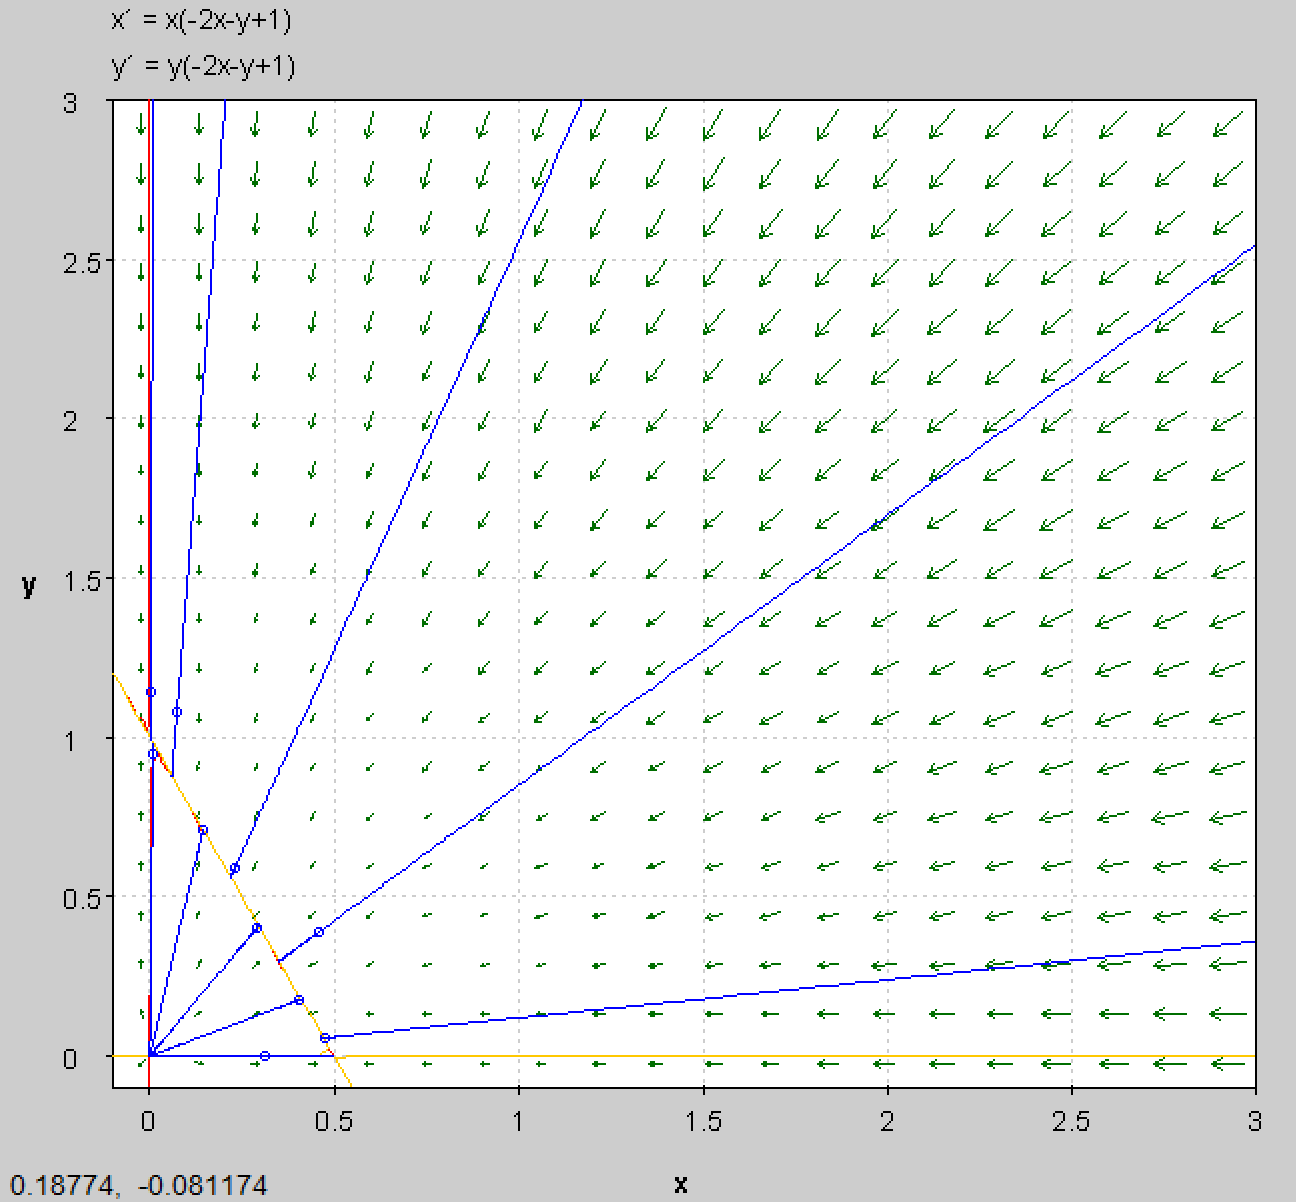 x´ = x(-2x-y+1)
y´ = y(-2x-y+1)
3
2.5
2
1.5
y
1
0.5
0
0 0.5 1 1.5 2 2.5 3
x
0.18774, -0.081174